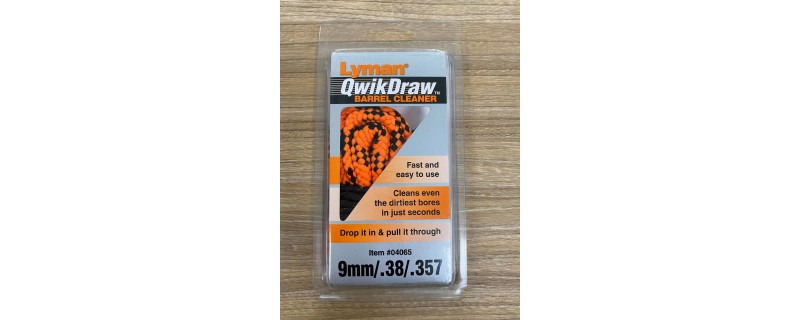 Lyman®
QwikDraw™
BARREL CLEANER
Fast and
easy to use
Cleans even
the dirtiest bores
in just seconds
Drop it in & pull it through
Item #04065
9mm/.38/.357